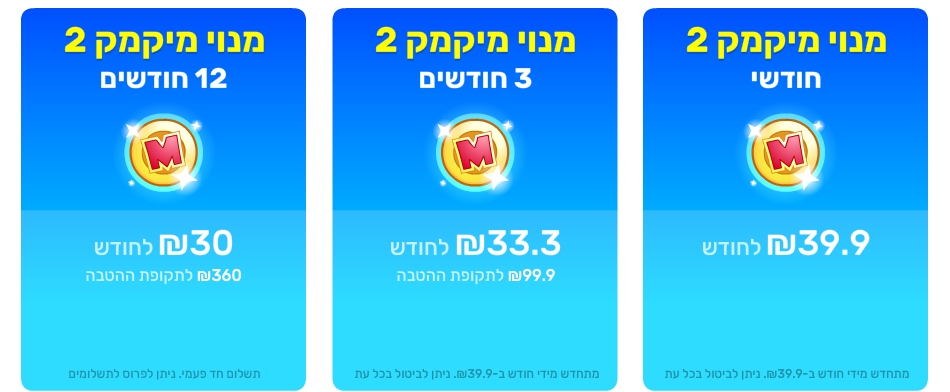 מנוי מיקמק 2
חודשי
M
₪39.9 לחודש
מתחדש מידי חודש ב-₪39.9. ניתן לביטול בכל עת
מנוי מיקמק 2
3 חודשים
M
₪33.3 לחודש
₪99.9 לתקופת ההטבה
מתחדש מידי חודש ב-₪39.9. ניתן לביטול בכל עת
מנוי מיקמק 2
12 חודשים
M
₪30 לחודש
₪360 לתקופת ההטבה
תשלום חד פעמי. ניתן לפרוס לתשלומים